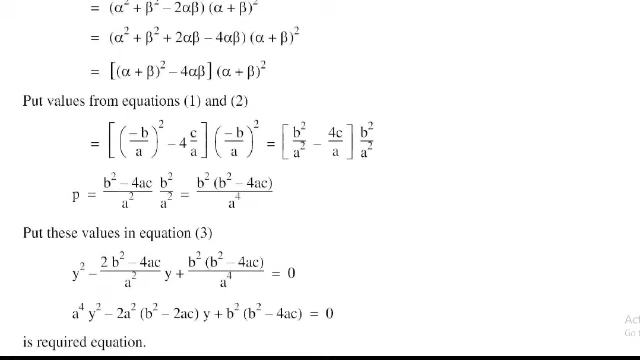 = (α² + β² – 2αβ) (α + β)²
= (α² + β² + 2αβ – 4αβ) (α + β)²
= [(α + β)² – 4αβ] (α + β)²
Put values from equations (1) and (2)
= [(–b/a)² – 4 c/a] (–b/a)² = [b²/a² – 4c/a] b²/a²
p = (b² – 4ac)/a² b²/a² = b² (b² – 4ac)/a⁴
Put these values in equation (3)
y² – (2 b² – 4ac)/a² y + b² (b² – 4ac)/a⁴ = 0
a⁴ y² – 2a² (b² – 2ac) y + b² (b² – 4ac) = 0
is required equation.